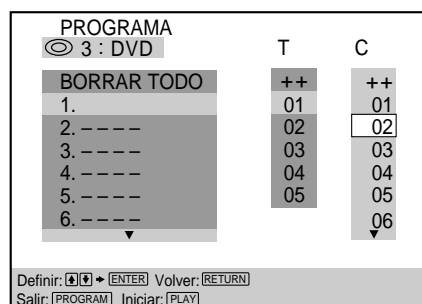 PROGRAMA
3 : DVD T C
BORRAR TODO ++ ++
1. 01 01
2. – – – – 02 02
3. – – – – 03 03
4. – – – – 04 04
5. – – – – 05 05
6. – – – – 06
Definir: ENTER Volver: RETURN
Salir: PROGRAM Iniciar: PLAY